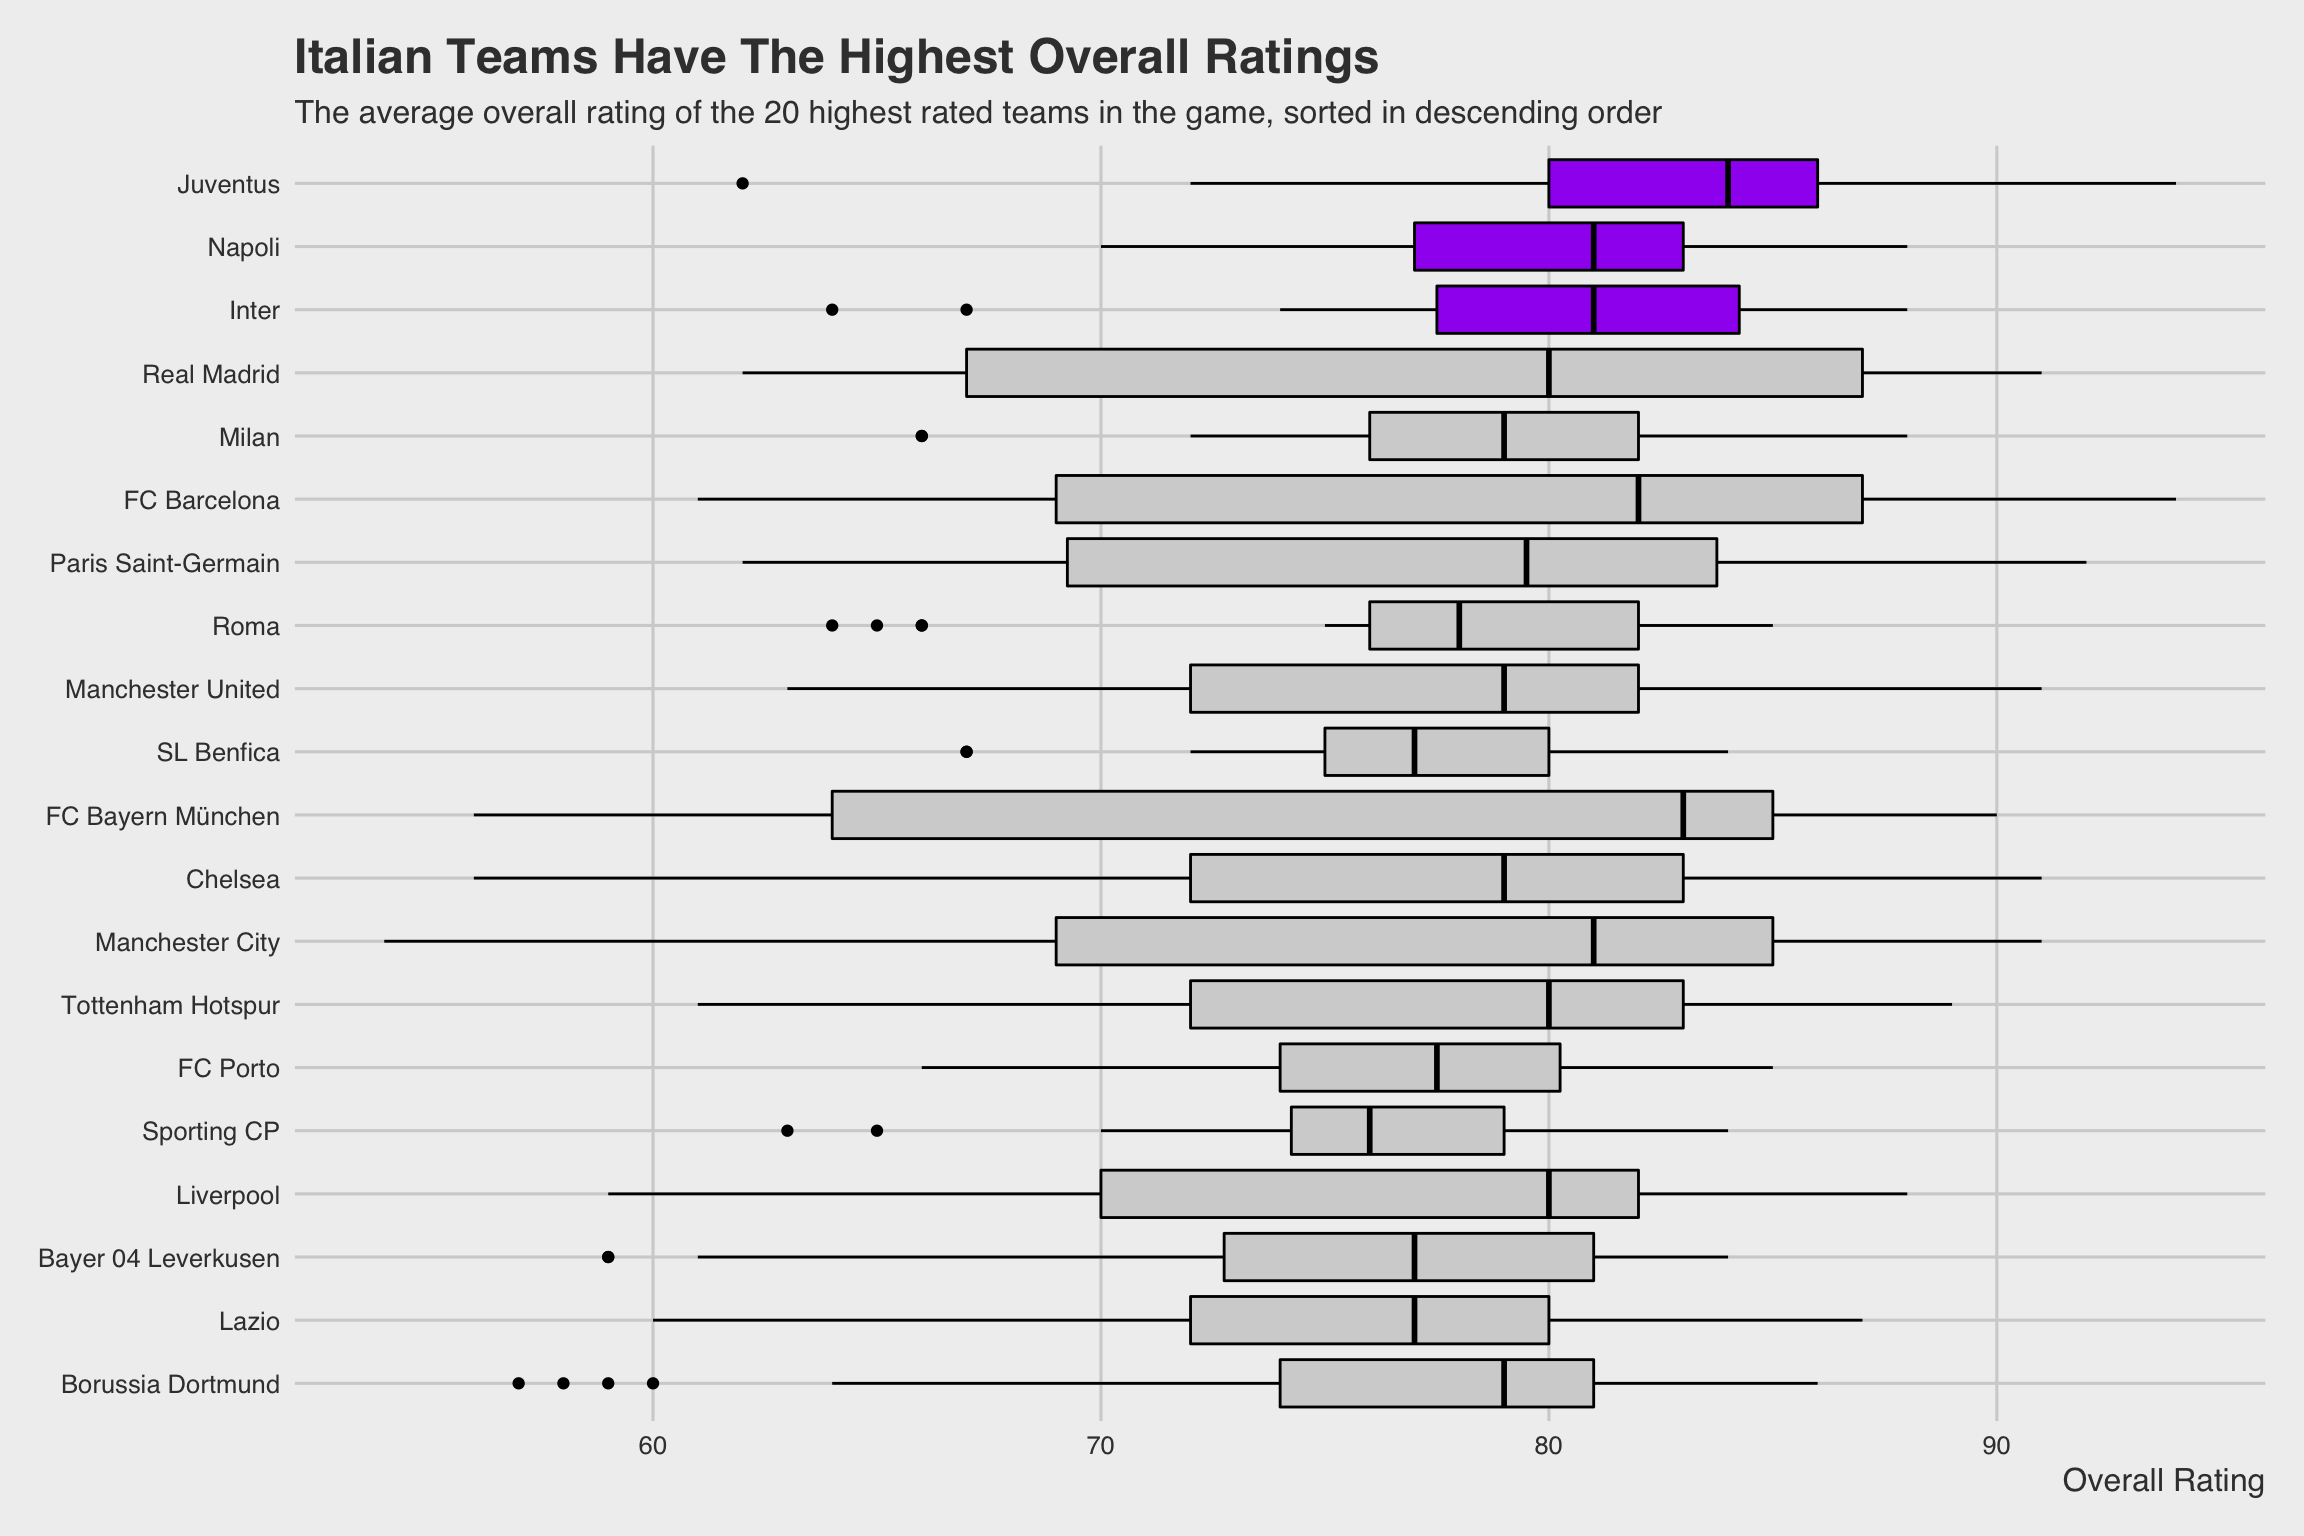 Italian Teams Have The Highest Overall Ratings
The average overall rating of the 20 highest rated teams in the game, sorted in descending order
Juventus
Napoli
Inter
Real Madrid
Milan
FC Barcelona
Paris Saint-Germain
Roma
Manchester United
SL Benfica
FC Bayern München
Chelsea
Manchester City
Tottenham Hotspur
FC Porto
Sporting CP
Liverpool
Bayer 04 Leverkusen
Lazio
Borussia Dortmund
60 70 80 90
Overall Rating